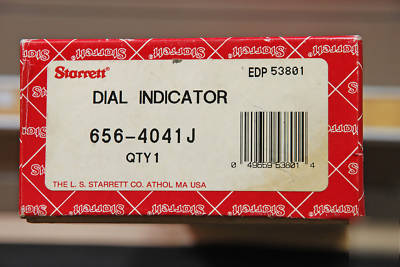 Starrett
EDP 53801
DIAL INDICATOR
656-4041J
QTY 1
0 49659 53801 4
THE L. S. STARRETT CO. ATHOL MA USA